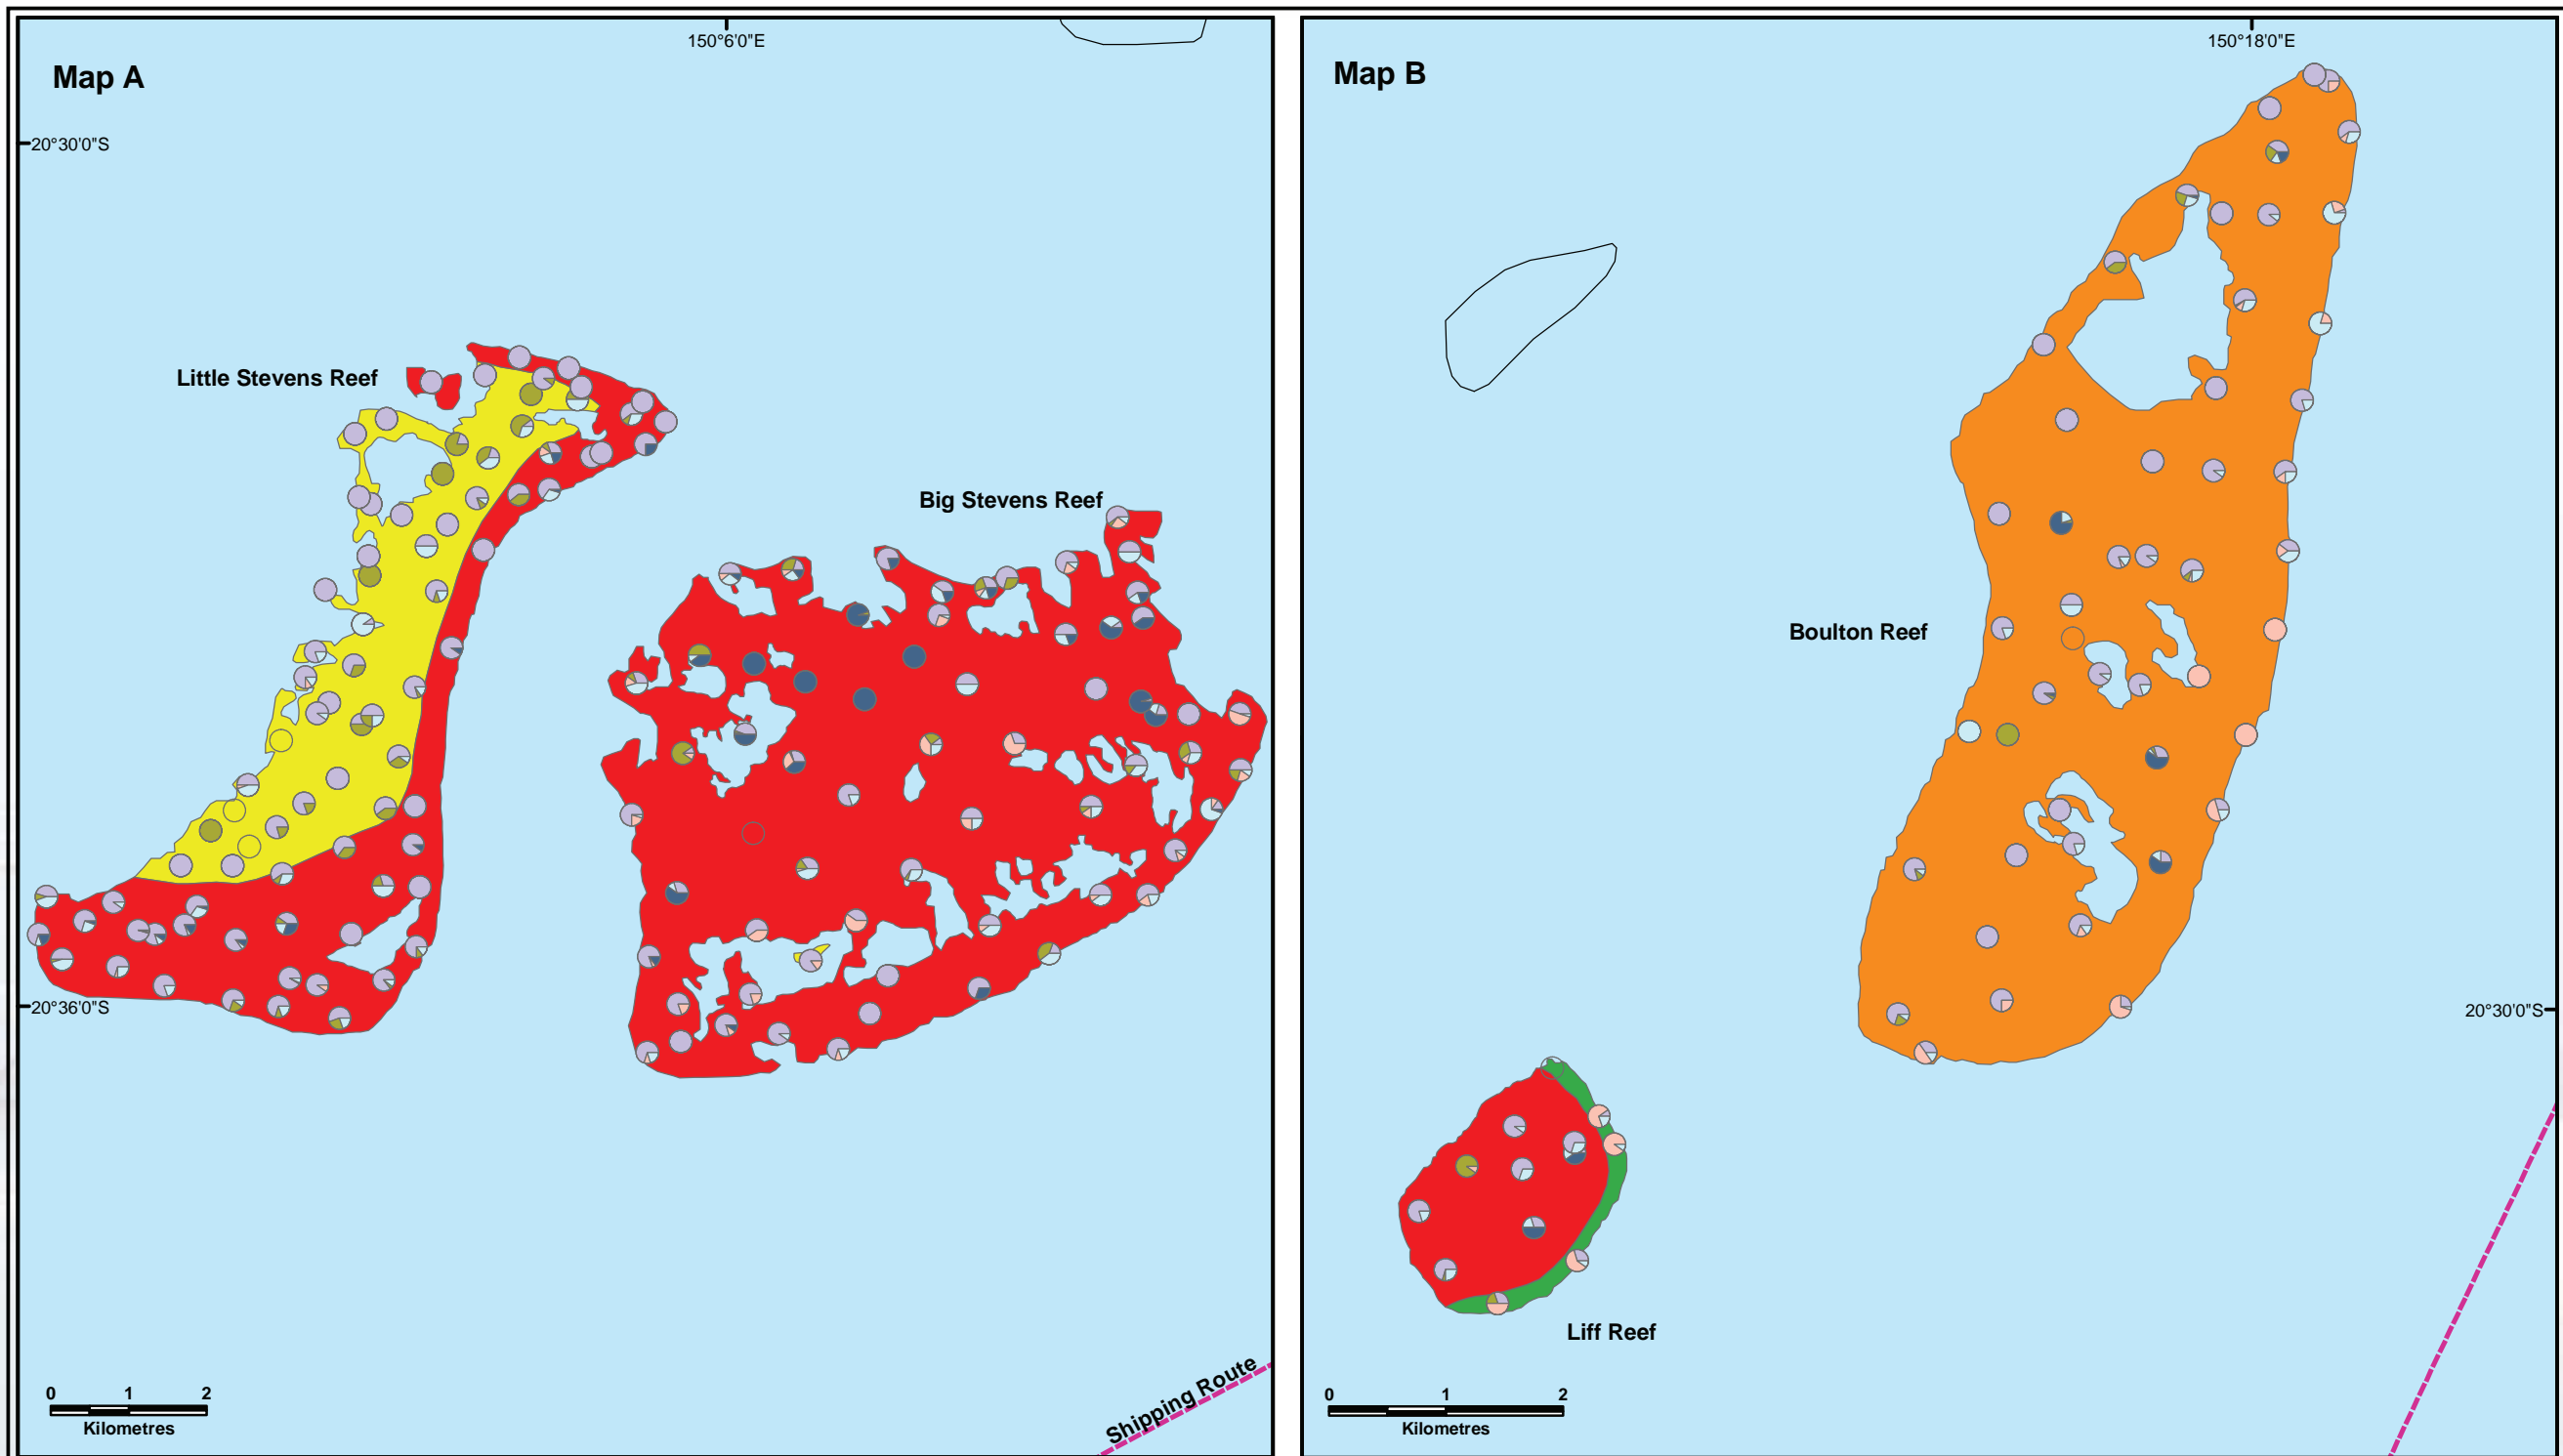 150°6'0"E
Map A
20°30'0"S
Little Stevens Reef
Big Stevens Reef
20°36'0"S
0 1 2
Kilometres
Shipping Route
150°18'0"E
Map B
Boulton Reef
20°30'0"S
Liff Reef
0 1 2
Kilometres